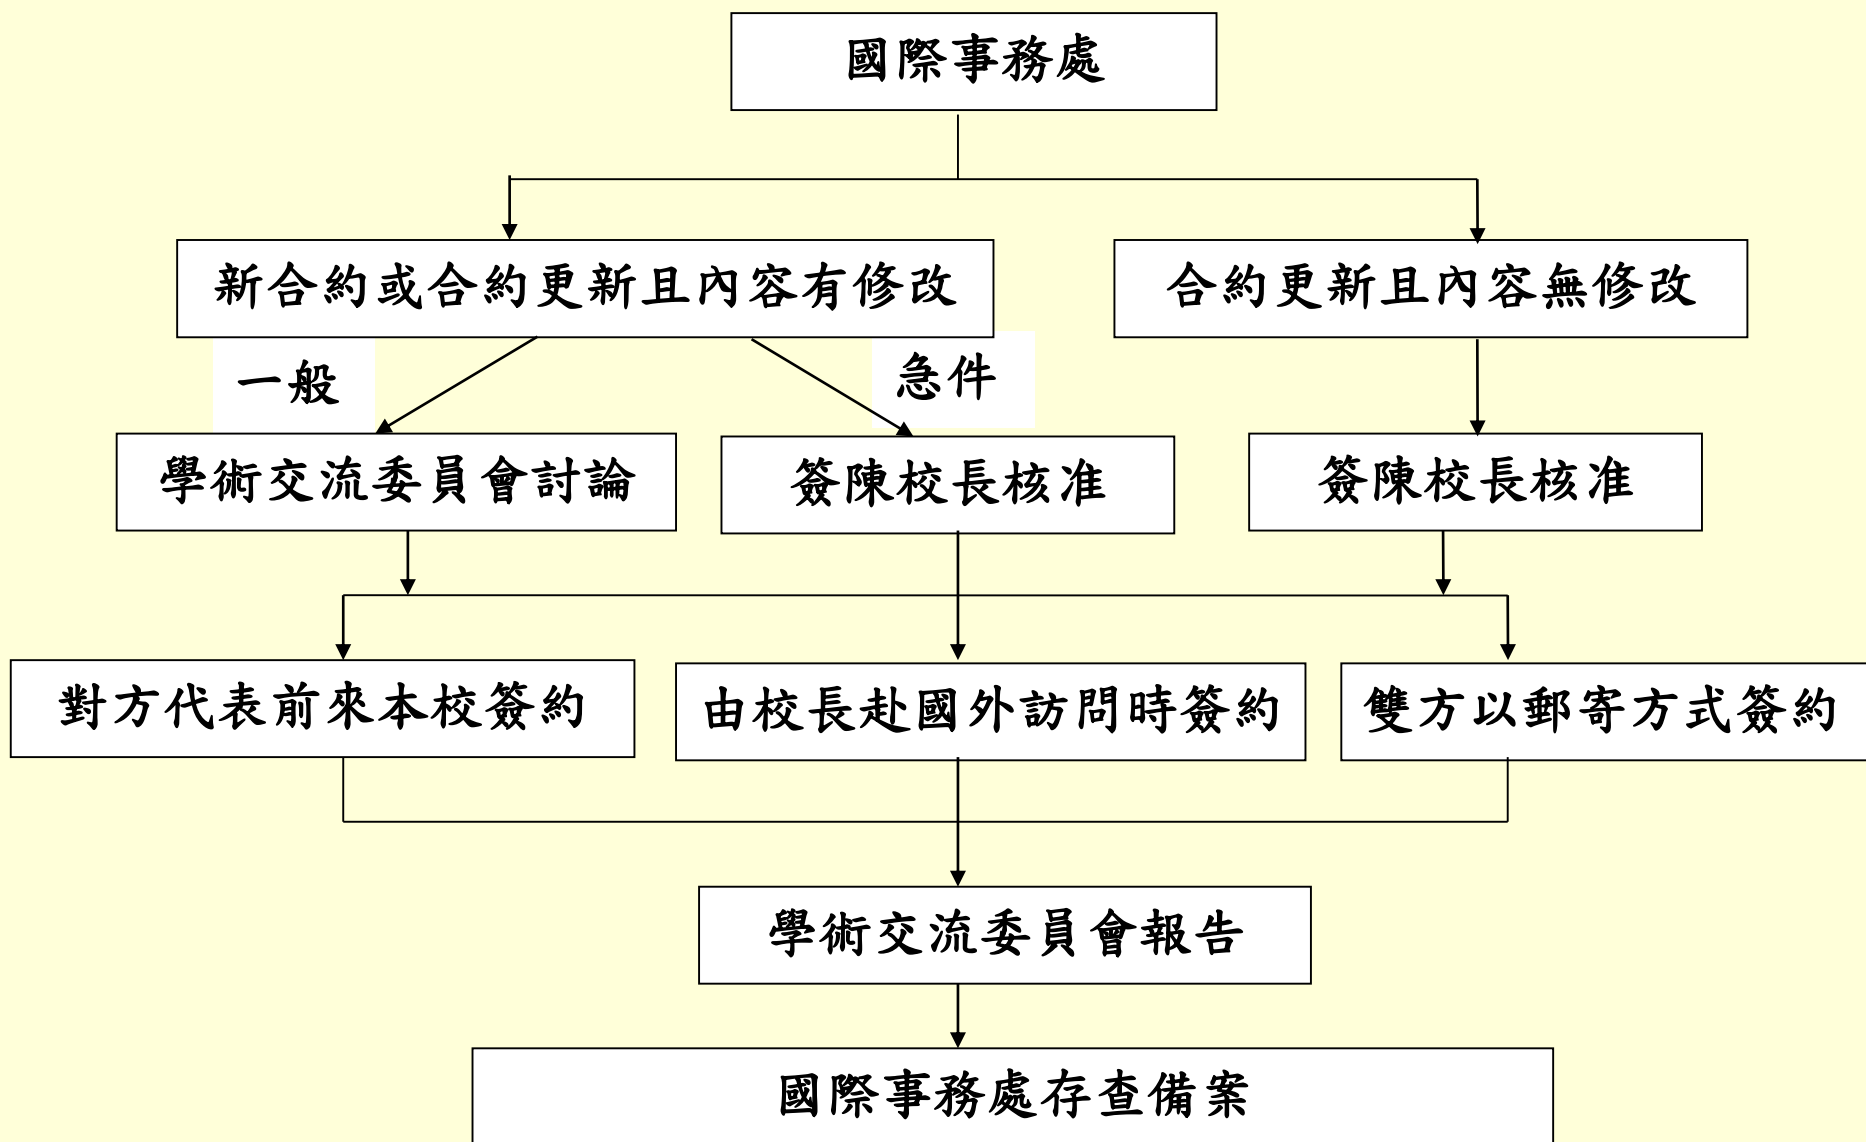 國際事務處
新合約或合約更新且內容有修改
合約更新且內容無修改
一般
急件
學術交流委員會討論
簽陳校長核准
簽陳校長核准
對方代表前來本校簽約
由校長赴國外訪問時簽約
雙方以郵寄方式簽約
學術交流委員會報告
國際事務處存查備案